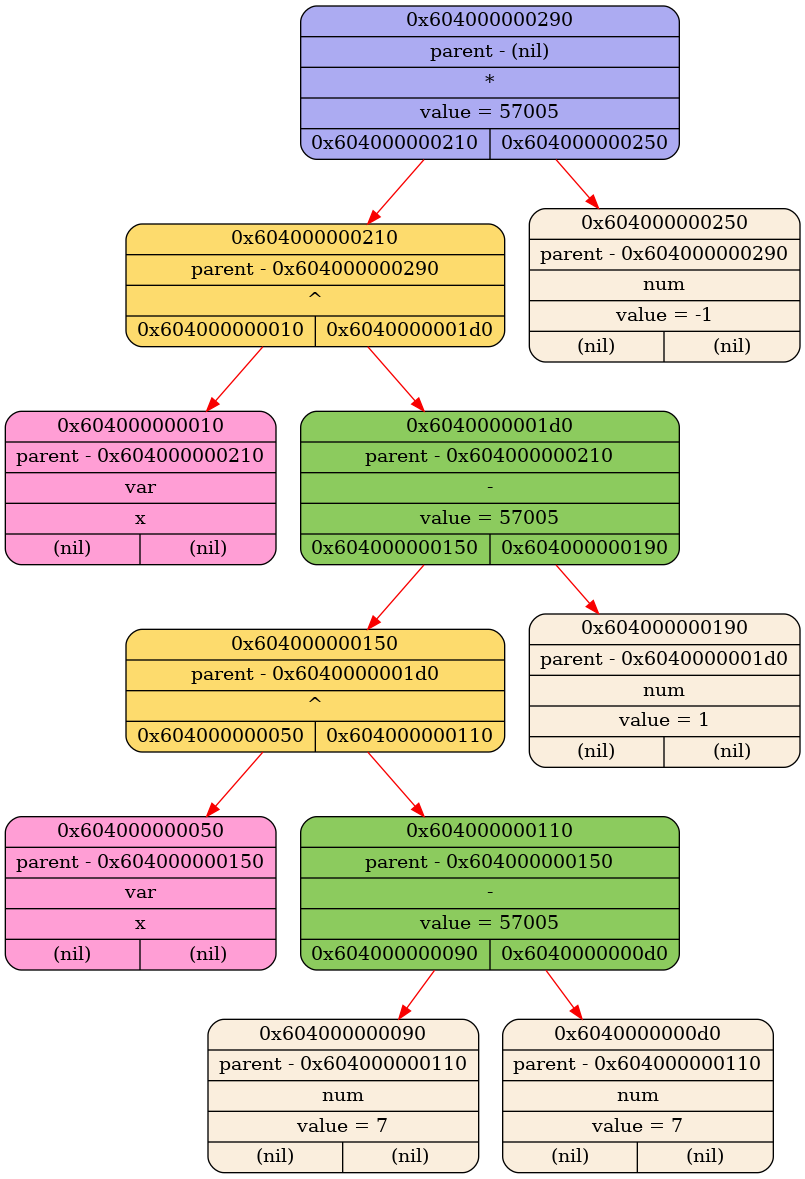 0x604000000290
parent - (nil)
*
value = 57005
0x604000000210 0x604000000250
0x604000000210
parent - 0x604000000290
^
0x604000000010 0x6040000001d0
0x604000000250
parent - 0x604000000290
num
value = -1
(nil) (nil)
0x604000000010
parent - 0x604000000210
var
x
(nil) (nil)
0x6040000001d0
parent - 0x604000000210
-
value = 57005
0x604000000150 0x604000000190
0x604000000150
parent - 0x6040000001d0
^
0x604000000050 0x604000000110
0x604000000190
parent - 0x6040000001d0
num
value = 1
(nil) (nil)
0x604000000050
parent - 0x604000000150
var
x
(nil) (nil)
0x604000000110
parent - 0x604000000150
-
value = 57005
0x604000000090 0x6040000000d0
0x604000000090
parent - 0x604000000110
num
value = 7
(nil) (nil)
0x6040000000d0
parent - 0x604000000110
num
value = 7
(nil) (nil)